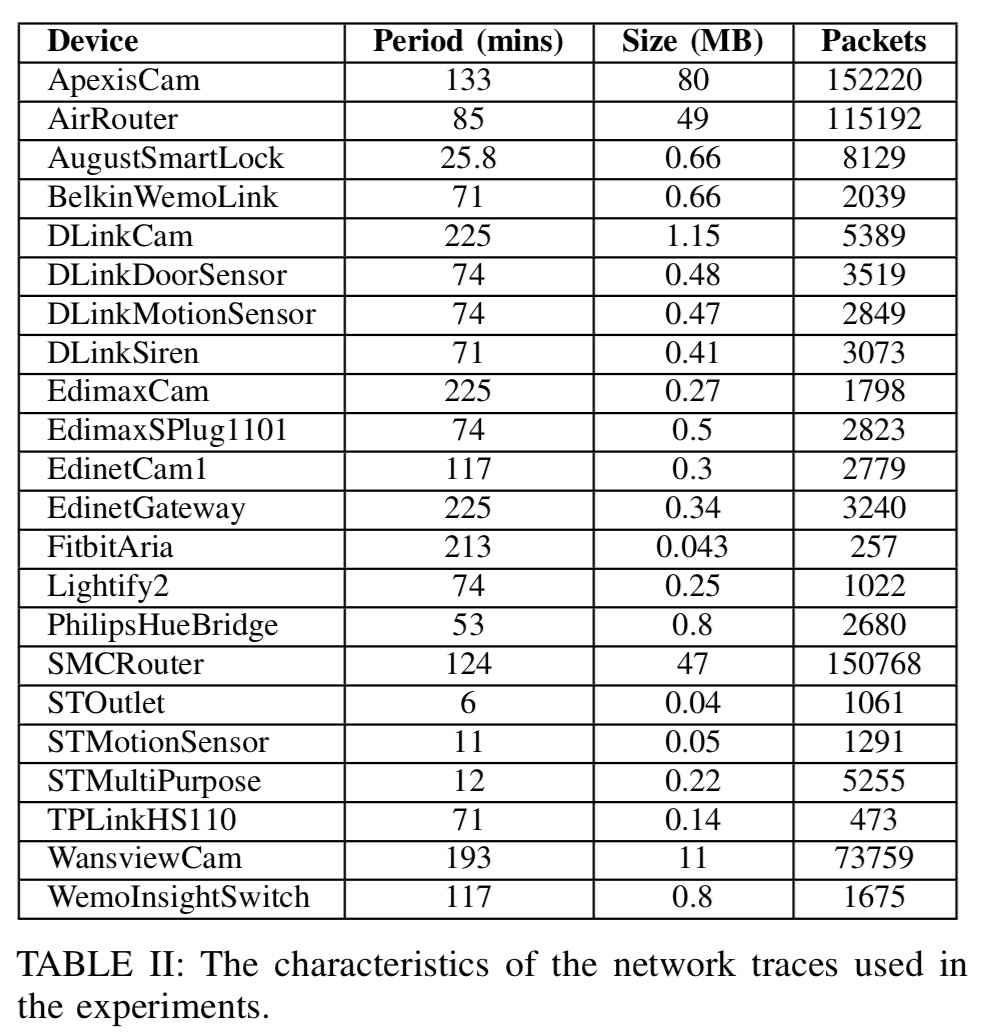 Device Period (mins) Size (MB) Packets
ApexisCam 133 80 152220
AirRouter 85 49 115192
AugustSmartLock 25.8 0.66 8129
BelkinWemoLink 71 0.66 2039
DLinkCam 225 1.15 5389
DLinkDoorSensor 74 0.48 3519
DLinkMotionSensor 74 0.47 2849
DLinkSiren 71 0.41 3073
EdimaxCam 225 0.27 1798
EdimaxSPlug1101 74 0.5 2823
EdinetCam1 117 0.3 2779
EdinetGateway 225 0.34 3240
FitbitAria 213 0.043 257
Lightify2 74 0.25 1022
PhilipsHueBridge 53 0.8 2680
SMCRouter 124 47 150768
STOutlet 6 0.04 1061
STMotionSensor 11 0.05 1291
STMultiPurpose 12 0.22 5255
TPLinkHS110 71 0.14 473
WansviewCam 193 11 73759
WemoInsightSwitch 117 0.8 1675
TABLE II: The characteristics of the network traces used in
the experiments.